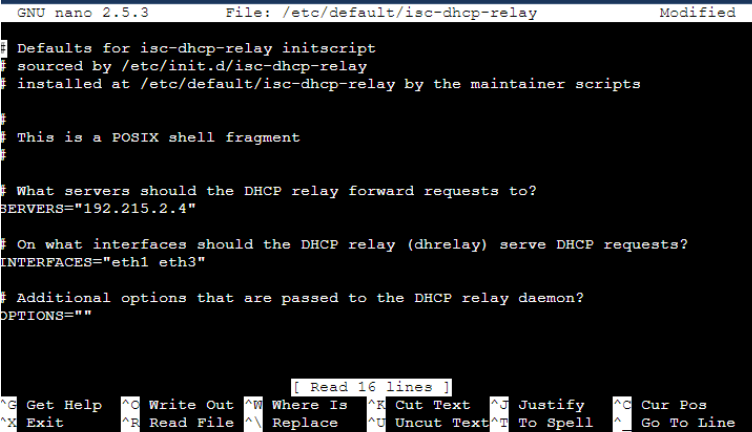 GNU nano 2.5.3 File: /etc/default/isc-dhcp-relay Modified
# Defaults for isc-dhcp-relay initscript
# sourced by /etc/init.d/isc-dhcp-relay
# installed at /etc/default/isc-dhcp-relay by the maintainer scripts
#
# This is a POSIX shell fragment
#
# What servers should the DHCP relay forward requests to?
SERVERS="192.215.2.4"
# On what interfaces should the DHCP relay (dhrelay) serve DHCP requests?
INTERFACES="eth1 eth3"
# Additional options that are passed to the DHCP relay daemon?
OPTIONS=""
[ Read 16 lines ]
^G Get Help ^O Write Out ^W Where Is ^K Cut Text ^J Justify ^C Cur Pos
^X Exit ^R Read File ^\ Replace ^U Uncut Text ^T To Spell ^_ Go To Line